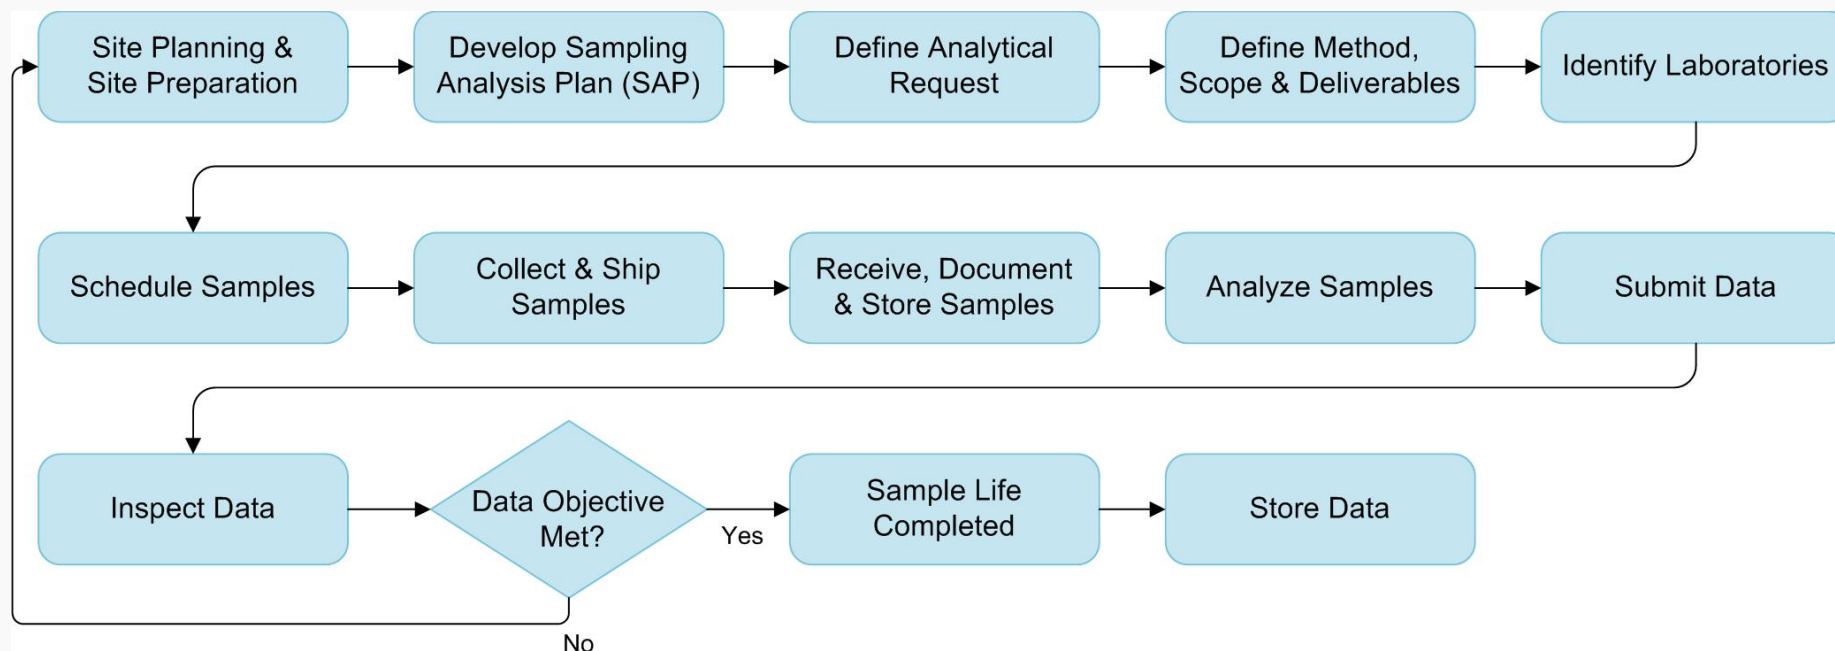 Site Planning &
Site Preparation
Develop Sampling
Analysis Plan (SAP)
Define Analytical
Request
Define Method,
Scope & Deliverables
Identify Laboratories
Schedule Samples
Collect & Ship
Samples
Receive, Document
& Store Samples
Analyze Samples
Submit Data
Inspect Data
Data Objective
Met?
Yes
Sample Life
Completed
Store Data
No